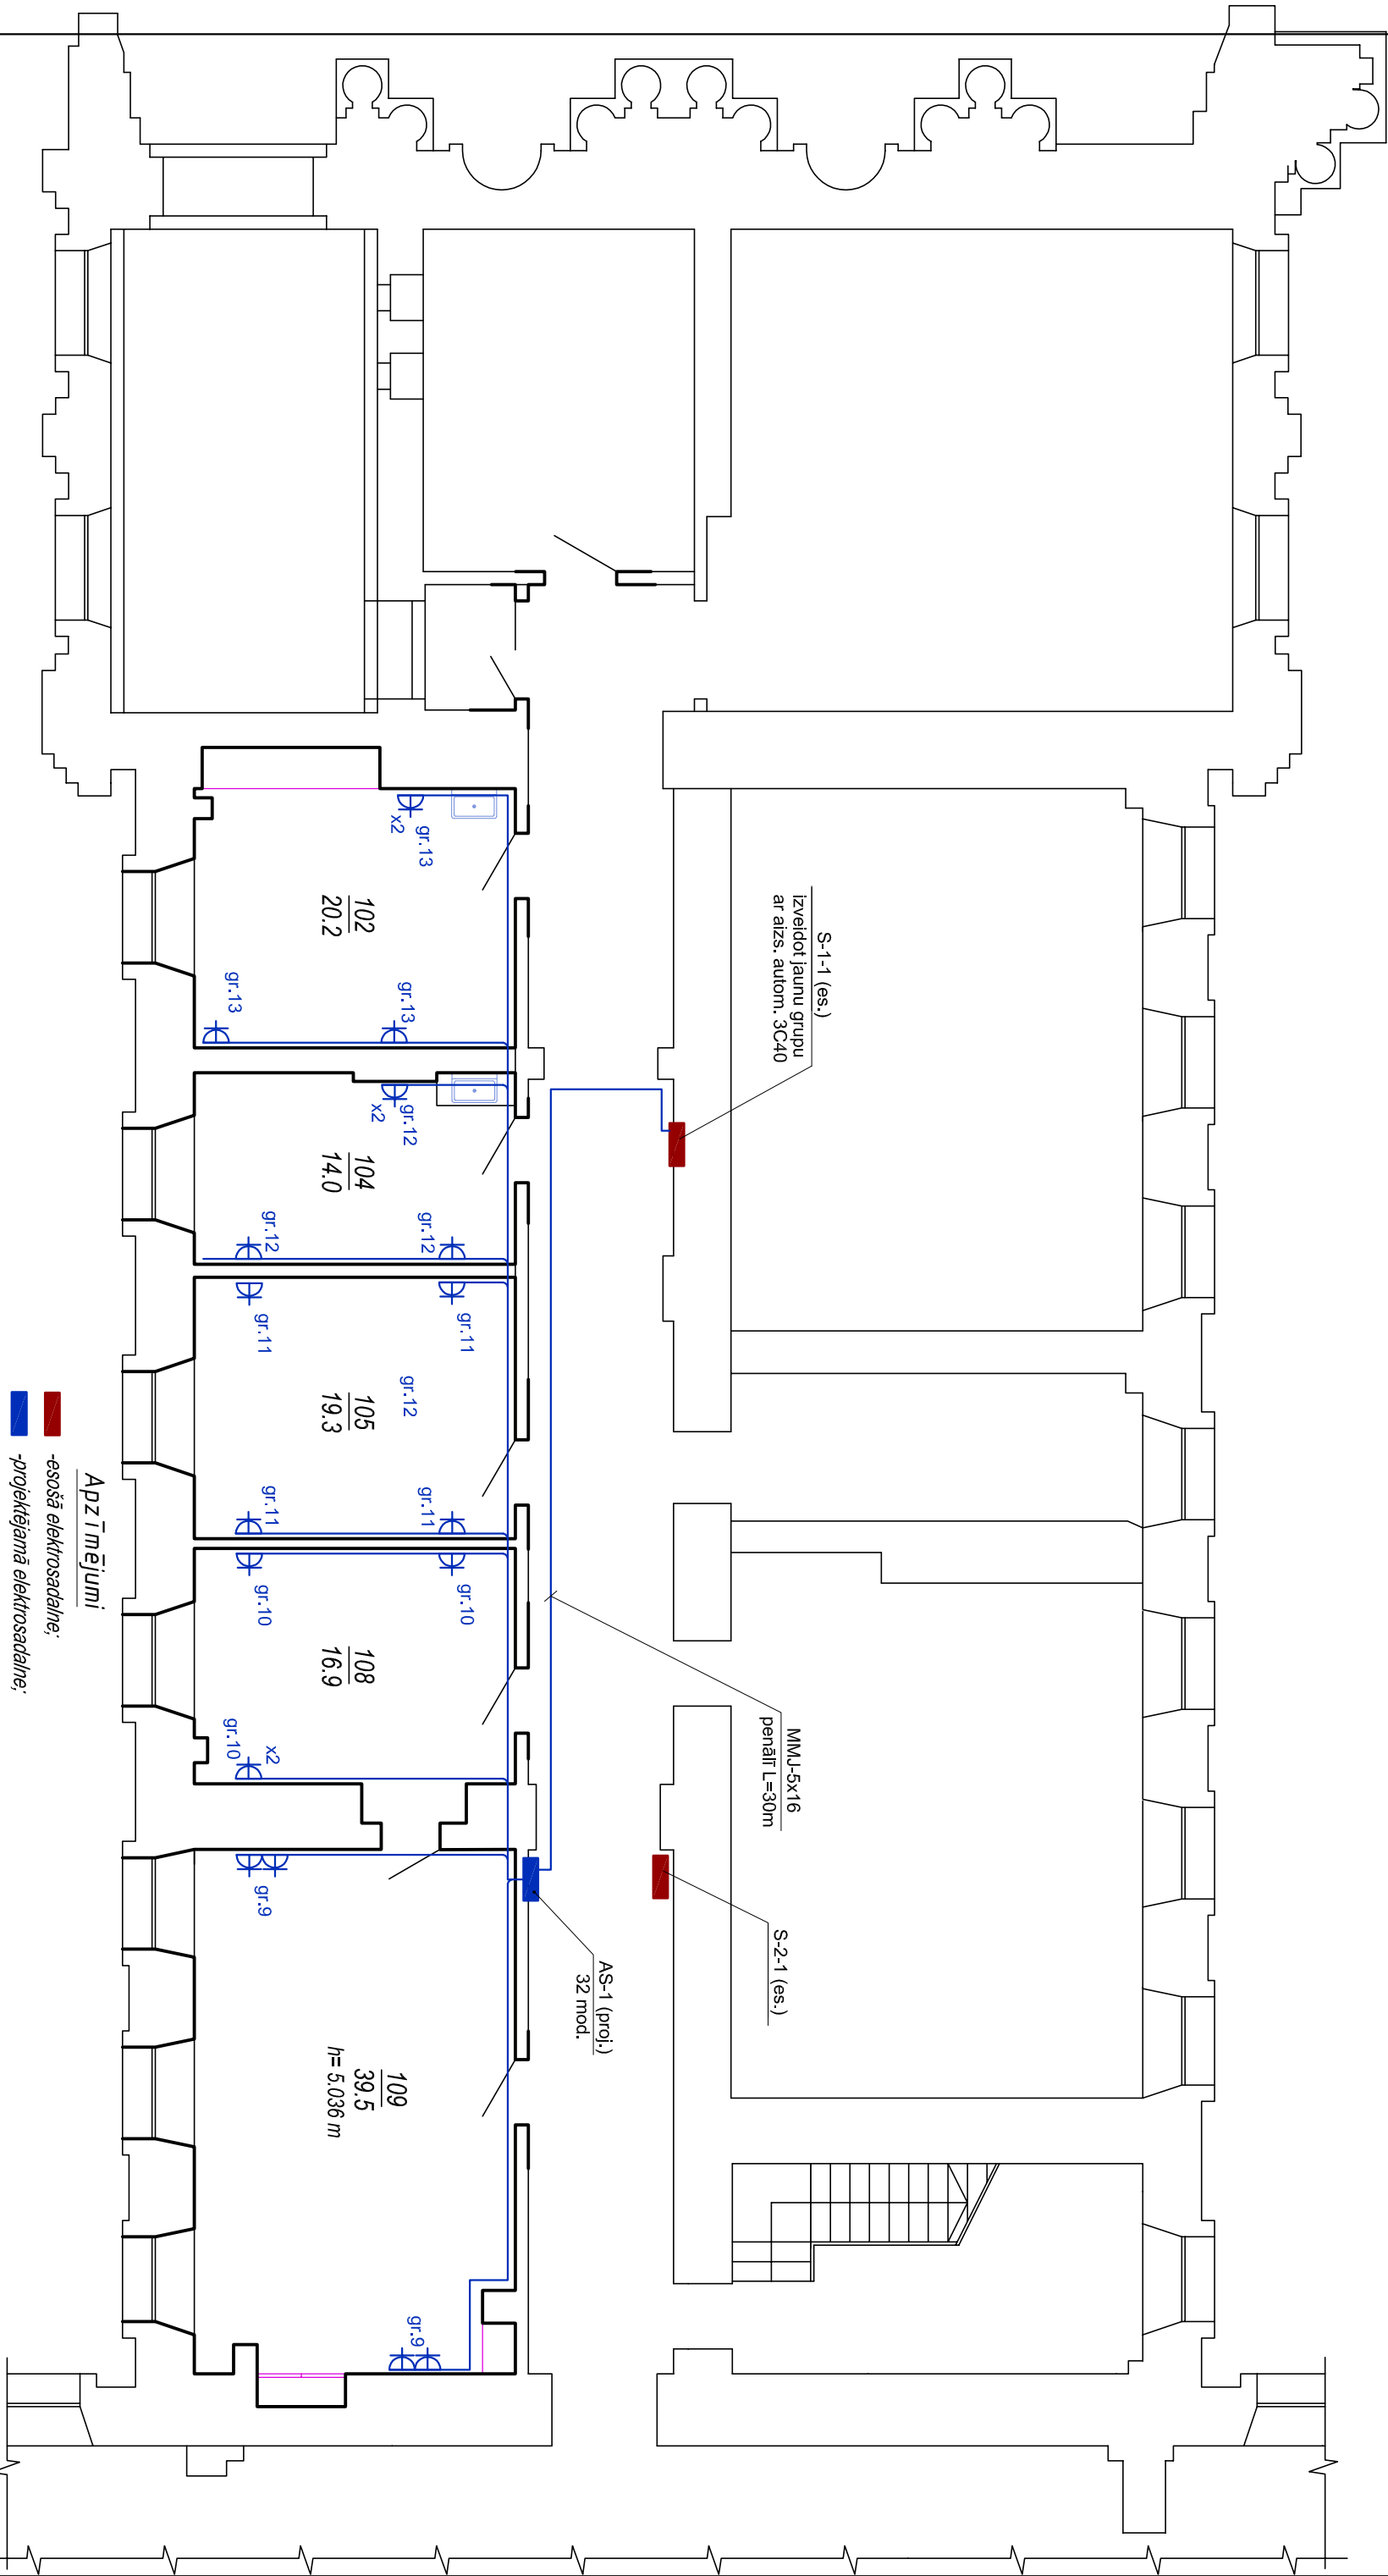 S-1-1 (es.)
izveidot jaunu grupu
ar aizs. autom. 3C40
MMJ-5x16
penālī L=30m
S-2-1 (es.)
AS-1 (proj.)
32 mod.
gr.13
x2
102
20.2
gr.13
gr.13
gr.12
x2
104
14.0
gr.12
gr.12
gr.11
gr.11
gr.12
105
19.3
gr.11
gr.11
gr.10
gr.10
108
16.9
x2
gr.10
gr.9
109
39.5
h= 5.036 m
gr.9
Apzīmējumi
-esošā elektrosadalne;
-projektējamā elektrosadalne;